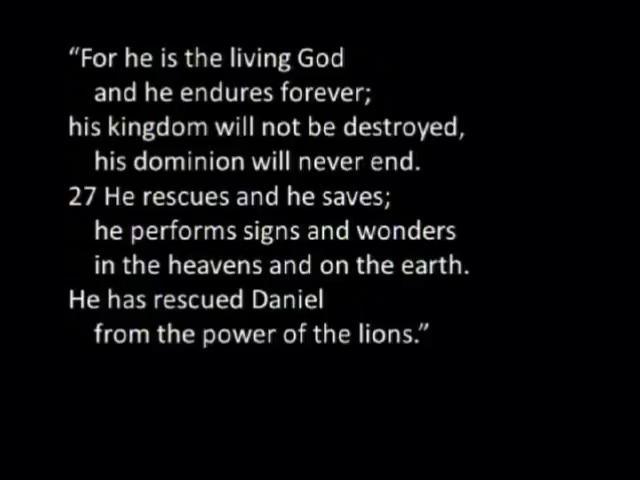 “For he is the living God
and he endures forever;
his kingdom will not be destroyed,
his dominion will never end.
27 He rescues and he saves;
he performs signs and wonders
in the heavens and on the earth.
He has rescued Daniel
from the power of the lions.”